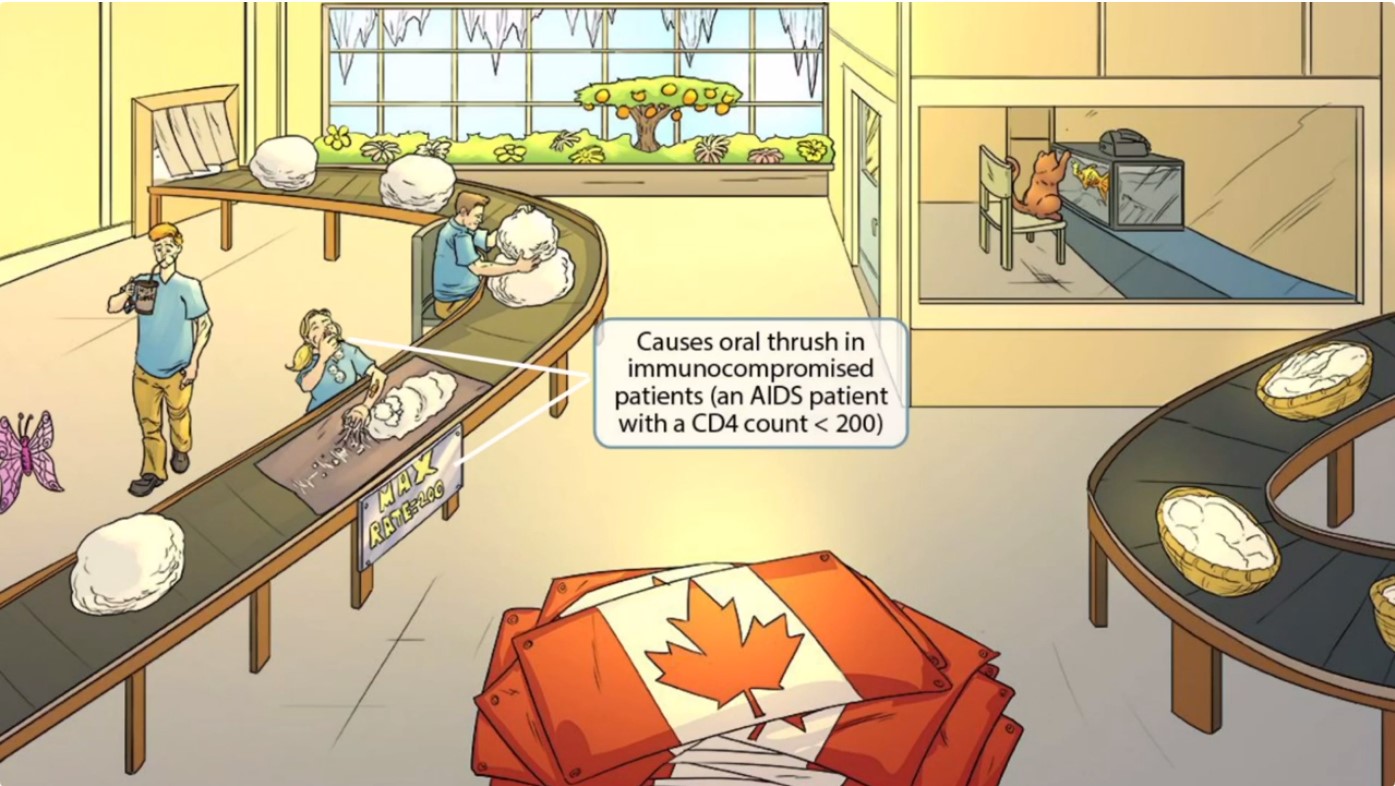 Causes oral thrush in
immunocompromised
patients (an AIDS patient
with a CD4 count < 200)
MAX
RATE=200